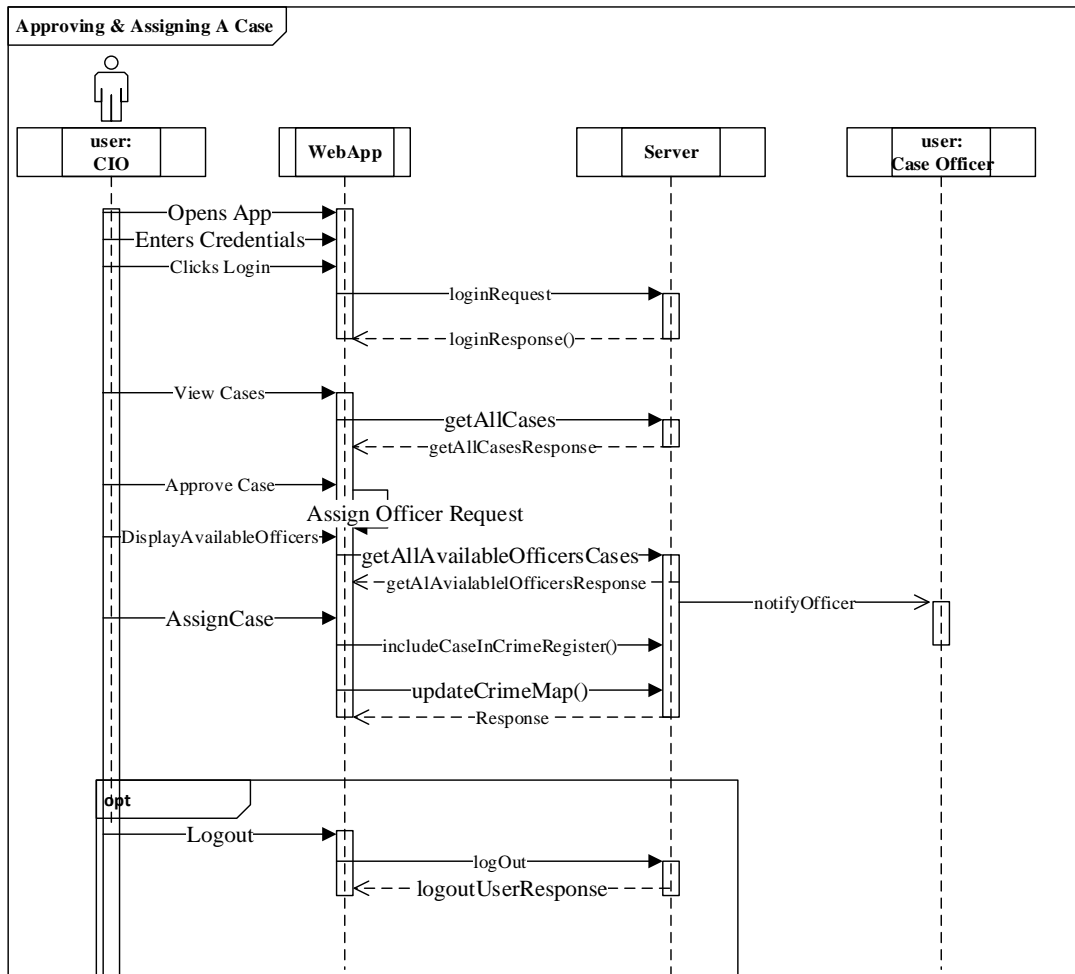 Approving & Assigning A Case
user:
CIO
WebApp
Server
user:
Case Officer
Opens App
Enters Credentials
Clicks Login
loginRequest
loginResponse()
View Cases
getAllCases
getAllCasesResponse
Approve Case
Assign Officer Request
DisplayAvailableOfficers
getAllAvailableOfficersCases
getAlAvialablelOfficersResponse
notifyOfficer
AssignCase
includeCaseInCrimeRegister()
updateCrimeMap()
Response
opt
Logout
logOut
logoutUserResponse